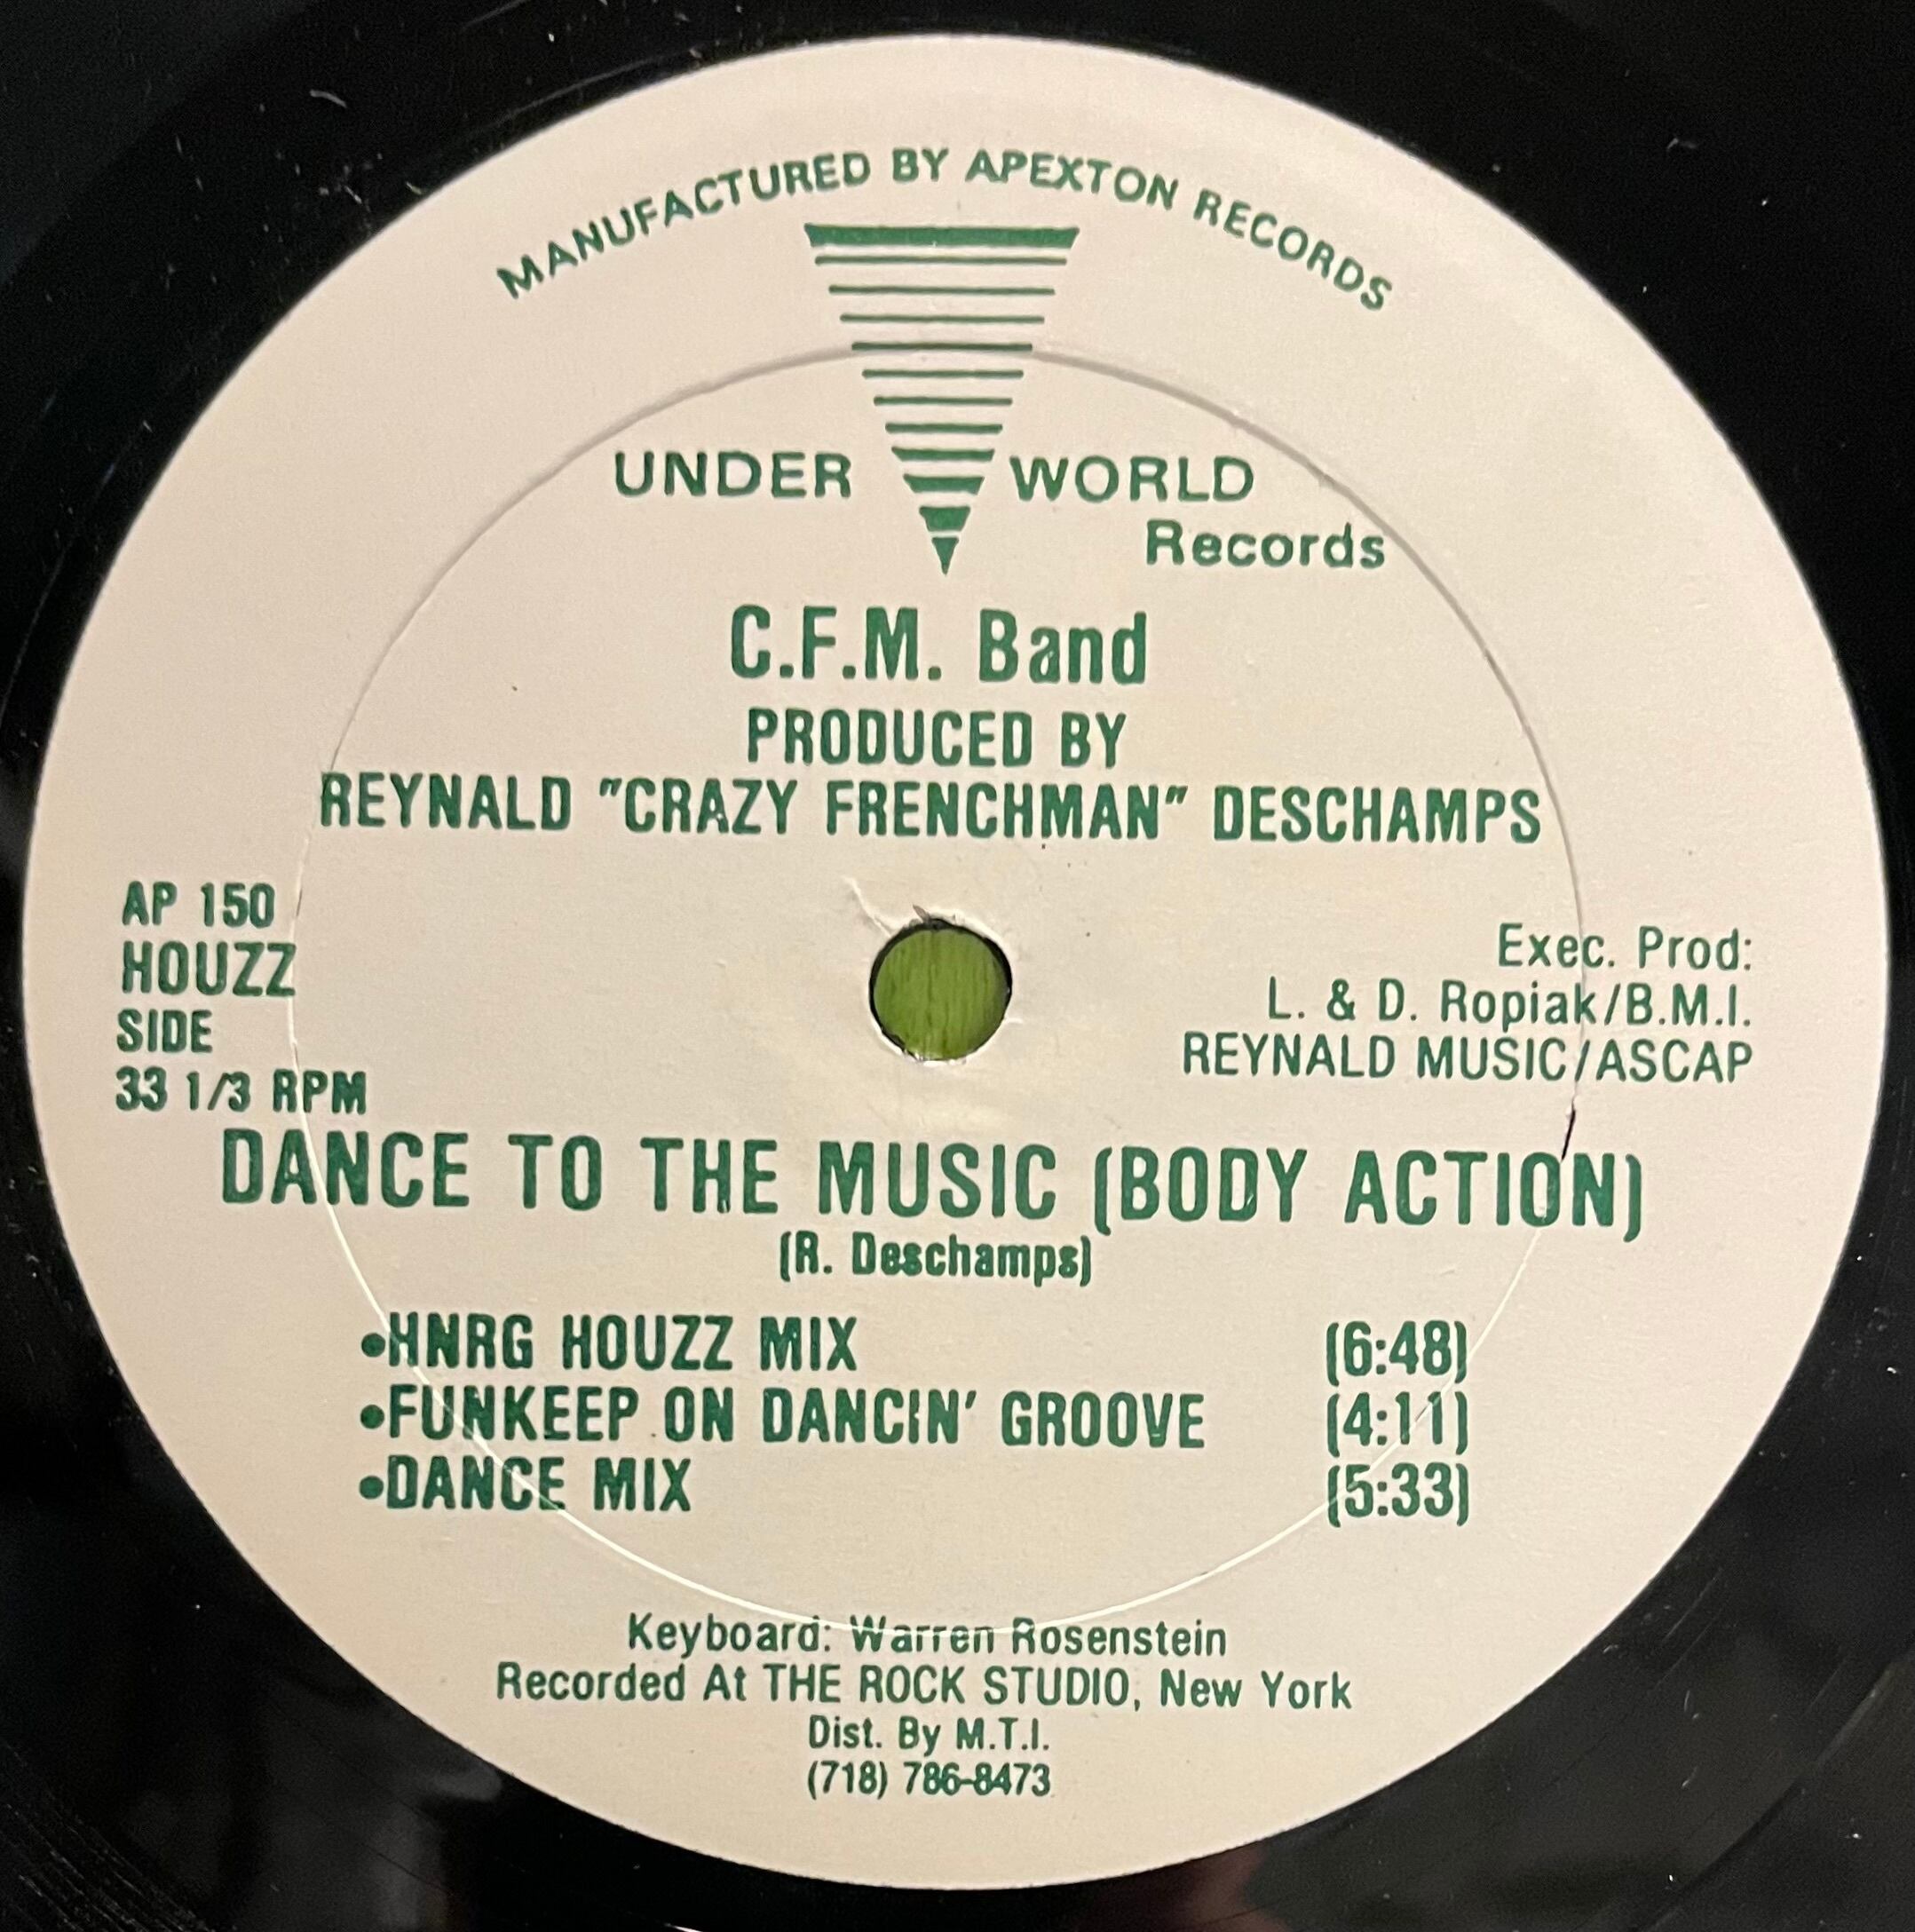 MANUFACTURED BY APEXTON RECORDS
UNDER WORLD
Records
C.F.M. Band
PRODUCED BY
REYNALD "CRAZY FRENCHMAN" DESCHAMPS
AP 150
HOUZZ
SIDE
33 1/3 RPM
Exec. Prod:
L. & D. Ropiak/B.M.I.
REYNALD MUSIC/ASCAP
DANCE TO THE MUSIC (BODY ACTION)
(R. Deschamps)
•HNRG HOUZZ MIX (6:48)
•FUNKEEP ON DANCIN' GROOVE (4:11)
•DANCE MIX (5:33)
Keyboard: Warren Rosenstein
Recorded At THE ROCK STUDIO, New York
Dist. By M.T.I.
(718) 786-8473